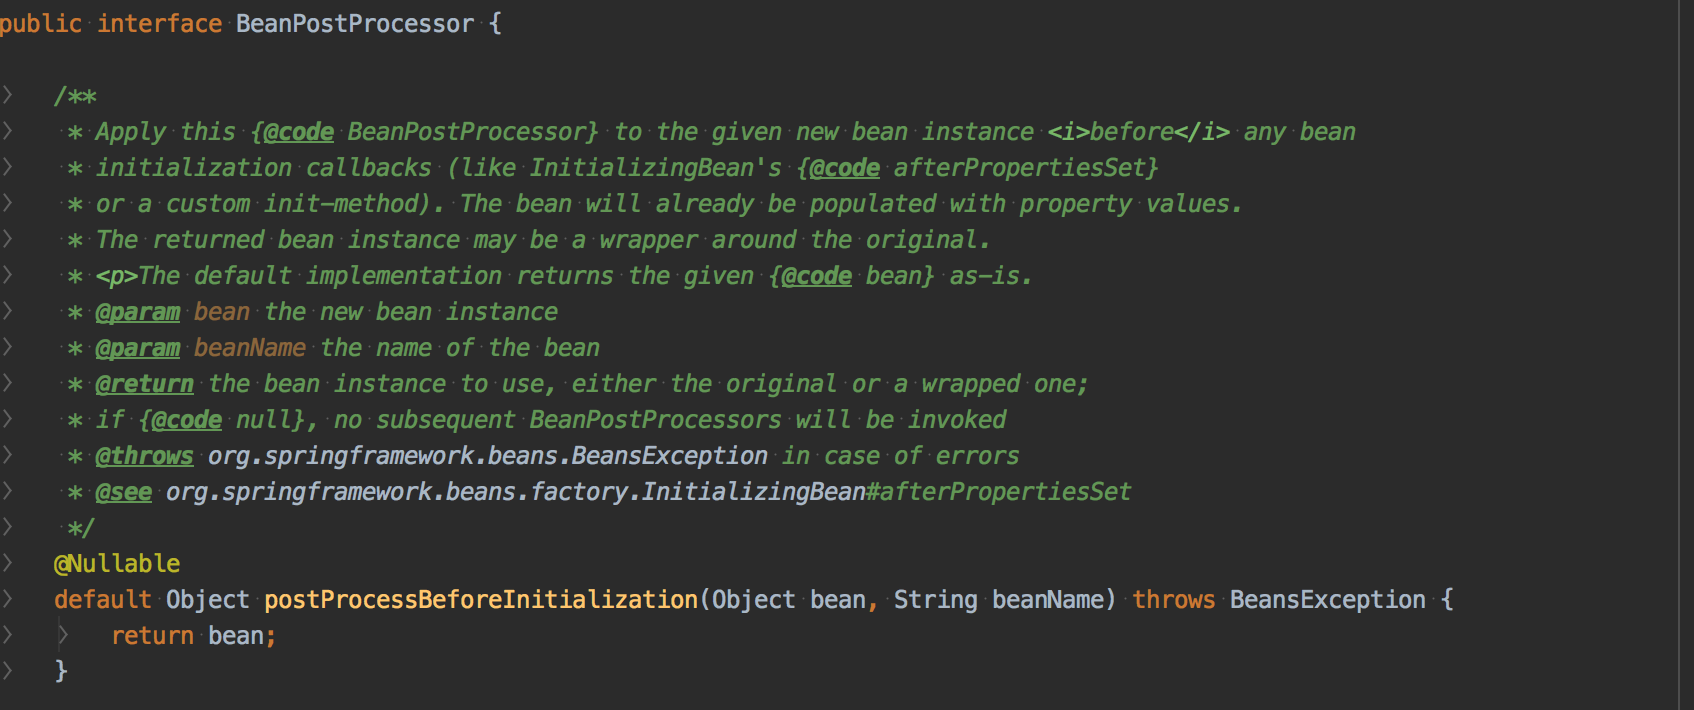 public interface BeanPostProcessor {
/**
* Apply this {@code BeanPostProcessor} to the given new bean instance <i>before</i> any bean
* initialization callbacks (like InitializingBean's {@code afterPropertiesSet}
* or a custom init-method). The bean will already be populated with property values.
* The returned bean instance may be a wrapper around the original.
* <p>The default implementation returns the given {@code bean} as-is.
* @param bean the new bean instance
* @param beanName the name of the bean
* @return the bean instance to use, either the original or a wrapped one;
* if {@code null}, no subsequent BeanPostProcessors will be invoked
* @throws org.springframework.beans.BeansException in case of errors
* @see org.springframework.beans.factory.InitializingBean#afterPropertiesSet
*/
@Nullable
default Object postProcessBeforeInitialization(Object bean, String beanName) throws BeansException {
return bean;
}